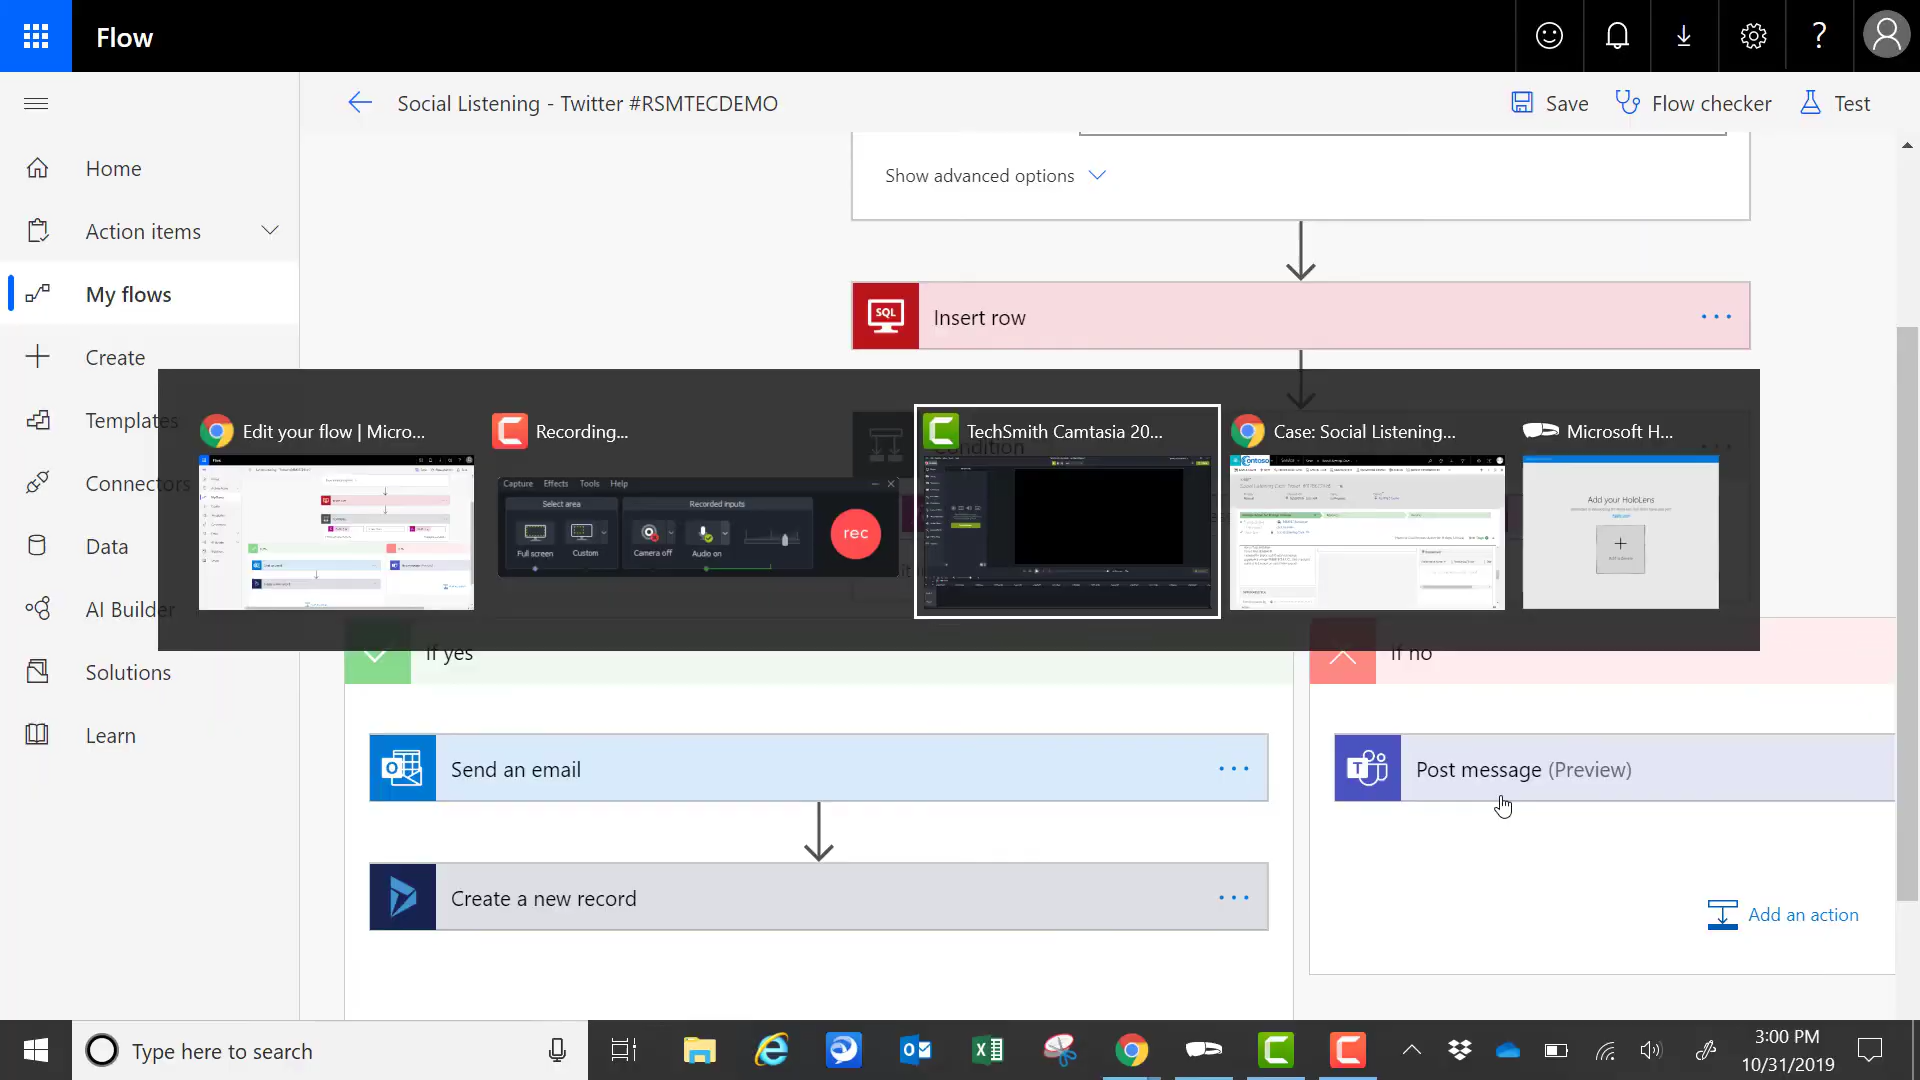 Flow
Social Listening - Twitter #RSMTECDEMO
Save
Flow checker
Test
Home
Action items
My flows
Create
Templates
Connectors
Data
AI Builder
Solutions
Learn
Show advanced options
SQL
Insert row
Condition
Edit your flow | Micro...
Recording...
TechSmith Camtasia 20...
Case: Social Listening...
Microsoft H...
Capture Effects Tools Help
Select area
Recorded inputs
Full screen
Custom
Camera off
Audio on
rec
Contoso
Add your HoloLens
If yes
If no
Send an email
Create a new record
Post message (Preview)
Add an action
Type here to search
3:00 PM
10/31/2019